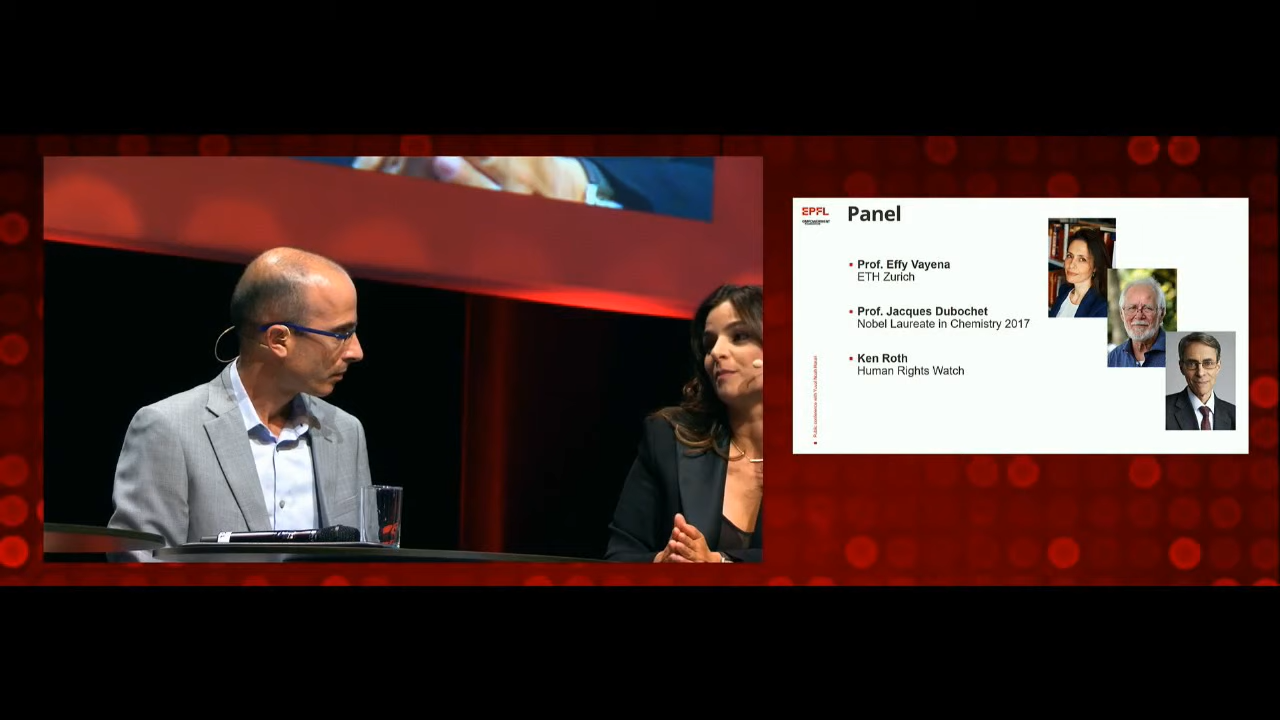 EPFL
Panel
Prof. Effy Vayena
ETH Zurich
Prof. Jacques Dubochet
Nobel Laureate in Chemistry 2017
Ken Roth
Human Rights Watch